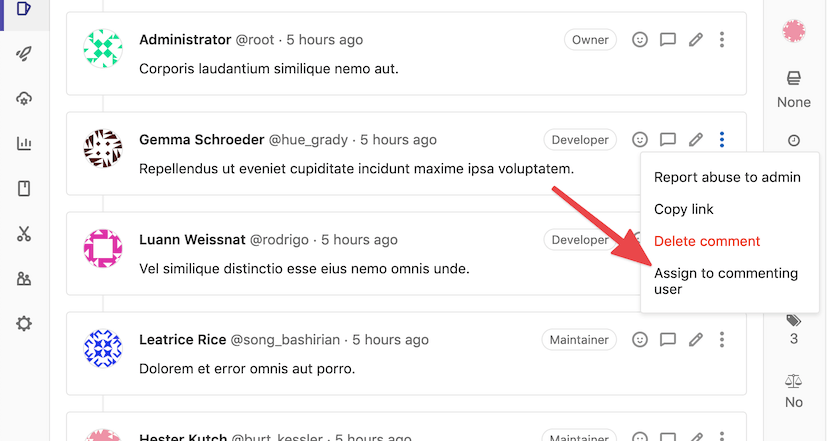 Administrator @root · 5 hours ago Owner
Corporis laudantium similique nemo aut.
None
Gemma Schroeder @hue_grady · 5 hours ago Developer
Repellendus ut eveniet cupiditate incidunt maxime ipsa voluptatem.
Report abuse to admin
Copy link
Delete comment
Assign to commenting
user
Luann Weissnat @rodrigo · 5 hours ago Developer
Vel similique distinctio esse eius nemo omnis unde.
3
Leatrice Rice @song_bashirian · 5 hours ago Maintainer
Dolorem et error omnis aut porro.
No
Hester Kutch @burt_kessler · 5 hours ago Maintainer